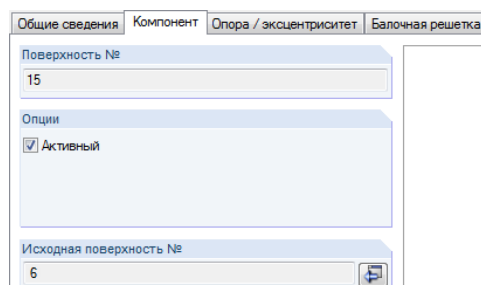 Общие сведения Компонент Опора / эксцентриситет Балочная решетка
Поверхность №
15
Опции
Активный
Исходная поверхность №
6